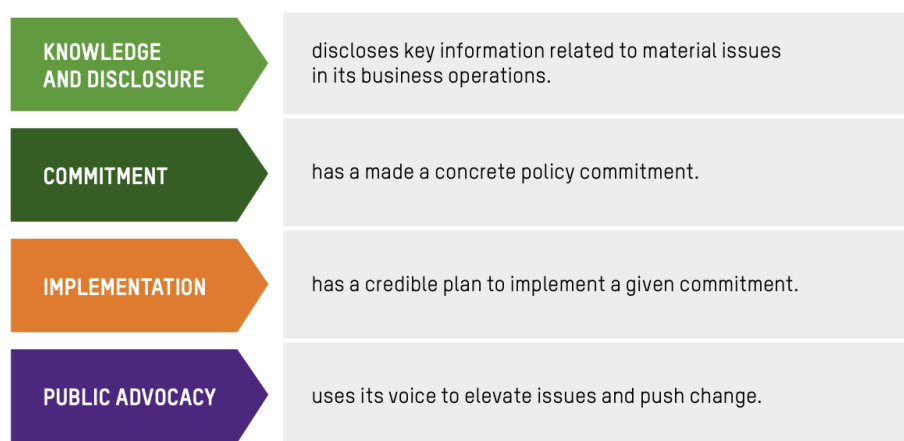 KNOWLEDGE
AND DISCLOSURE
discloses key information related to material issues
in its business operations.
COMMITMENT
has a made a concrete policy commitment.
IMPLEMENTATION
has a credible plan to implement a given commitment.
PUBLIC ADVOCACY
uses its voice to elevate issues and push change.